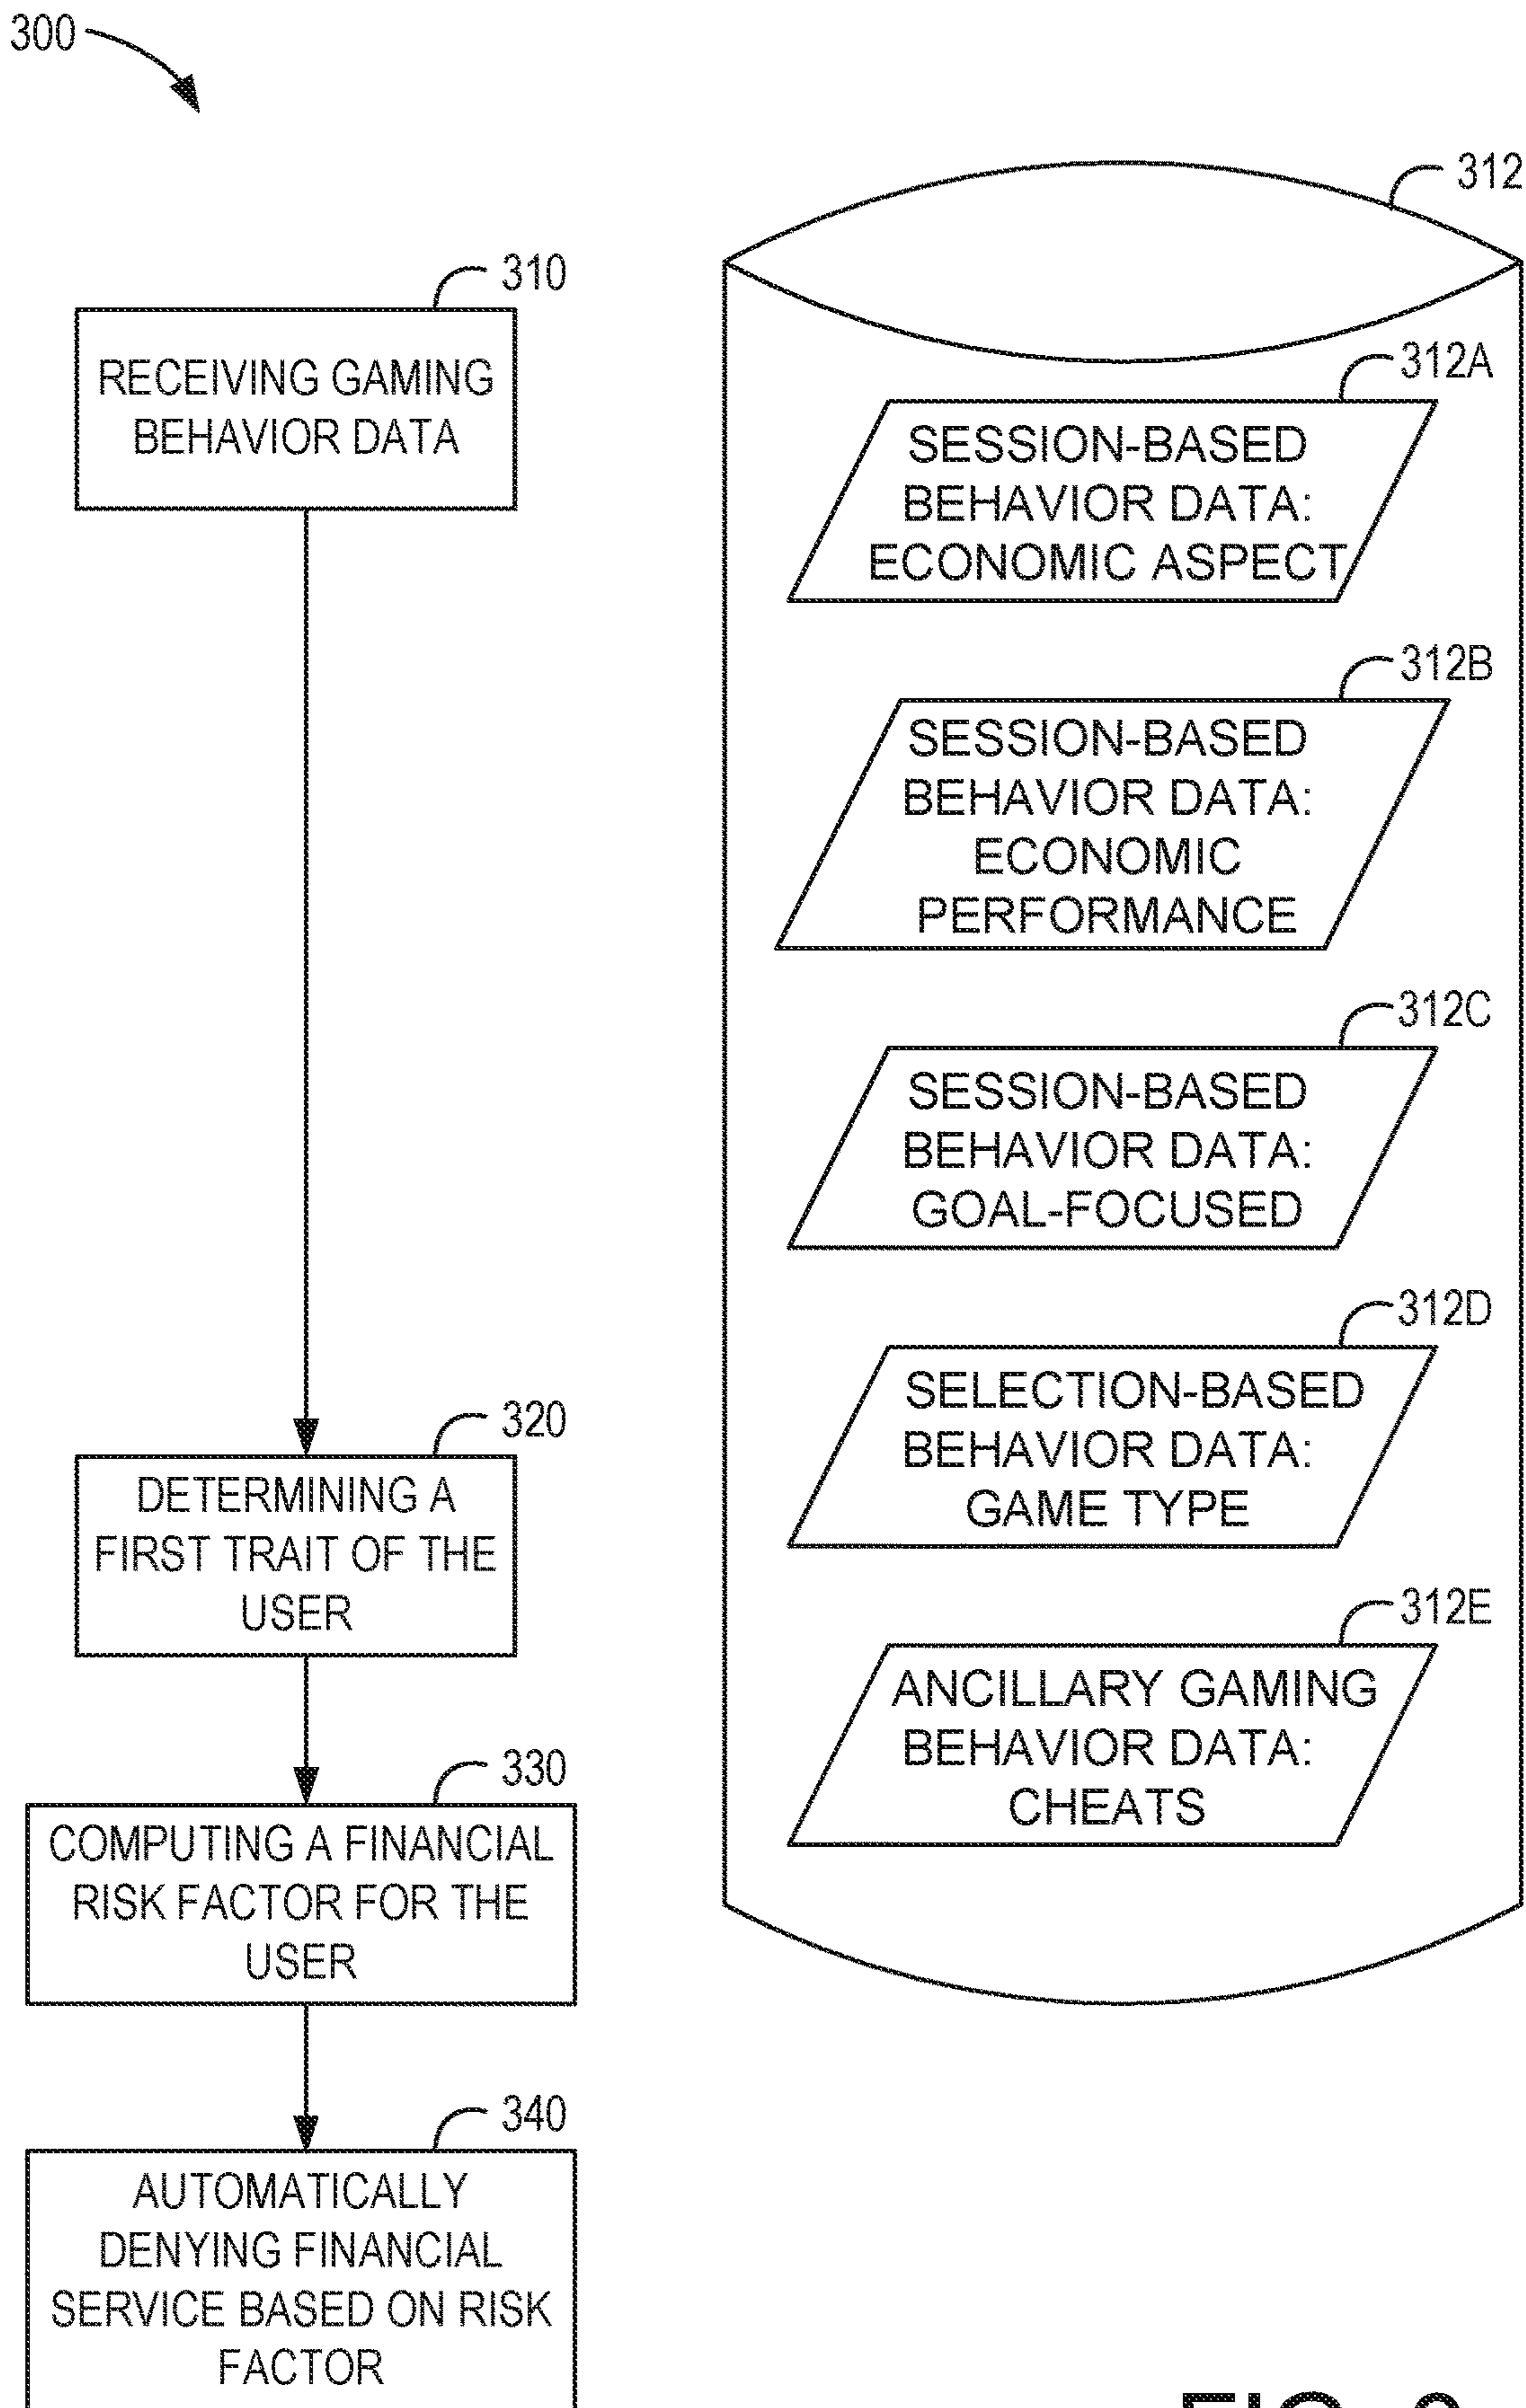 300
312
310
RECEIVING GAMING
BEHAVIOR DATA
312A
SESSION-BASED
BEHAVIOR DATA:
ECONOMIC ASPECT
312B
SESSION-BASED
BEHAVIOR DATA:
ECONOMIC
PERFORMANCE
312C
SESSION-BASED
BEHAVIOR DATA:
GOAL-FOCUSED
312D
SELECTION-BASED
BEHAVIOR DATA:
GAME TYPE
312E
ANCILLARY GAMING
BEHAVIOR DATA:
CHEATS
320
DETERMINING A
FIRST TRAIT OF THE
USER
330
COMPUTING A FINANCIAL
RISK FACTOR FOR THE
USER
340
AUTOMATICALLY
DENYING FINANCIAL
SERVICE BASED ON RISK
FACTOR